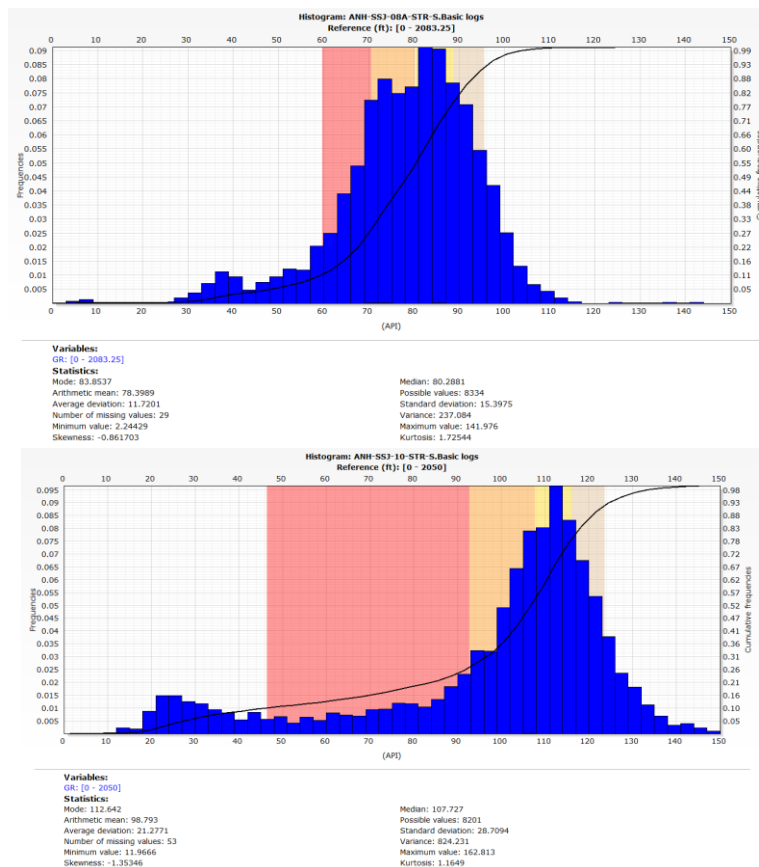 Histogram: ANH-SSJ-08A-STR-S.Basic logs
Reference (ft): [0 - 2083.25]
0 10 20 30 40 50 60 70 80 90 100 110 120 130 140 150
0.09 0.99
0.085 0.93
0.08 0.88
0.075 0.82
0.07 0.77
0.065 0.71
0.06 0.66
0.055 0.60
0.05 0.55
0.045 0.49
0.04 0.44
0.035 0.38
0.03 0.33
0.025 0.27
0.02 0.22
0.015 0.16
0.01 0.11
0.005 0.05
Frequencies
Cumulative frequencies
0 10 20 30 40 50 60 70 80 90 100 110 120 130 140 150
(API)
Variables:
GR: [0 - 2083.25]
Statistics:
Mode: 83.8537 Median: 80.2881
Arithmetic mean: 78.3989 Possible values: 8334
Average deviation: 11.7201 Standard deviation: 15.3975
Number of missing values: 29 Variance: 237.084
Minimum value: 2.24429 Maximum value: 141.976
Skewness: -0.861703 Kurtosis: 1.72544
Histogram: ANH-SSJ-10-STR-S.Basic logs
Reference (ft): [0 - 2050]
0 10 20 30 40 50 60 70 80 90 100 110 120 130 140 150
0.095 0.98
0.09 0.93
0.085 0.88
0.08 0.83
0.075 0.78
0.07 0.72
0.065 0.67
0.06 0.62
0.055 0.57
0.05 0.52
0.045 0.47
0.04 0.41
0.035 0.36
0.03 0.31
0.025 0.26
0.02 0.21
0.015 0.16
0.01 0.10
0.005 0.05
Frequencies
Cumulative frequencies
0 10 20 30 40 50 60 70 80 90 100 110 120 130 140 150
(API)
Variables:
GR: [0 - 2050]
Statistics:
Mode: 112.642 Median: 107.727
Arithmetic mean: 98.793 Possible values: 8201
Average deviation: 21.2771 Standard deviation: 28.7094
Number of missing values: 53 Variance: 824.231
Minimum value: 11.9666 Maximum value: 162.813
Skewness: -1.35346 Kurtosis: 1.1649